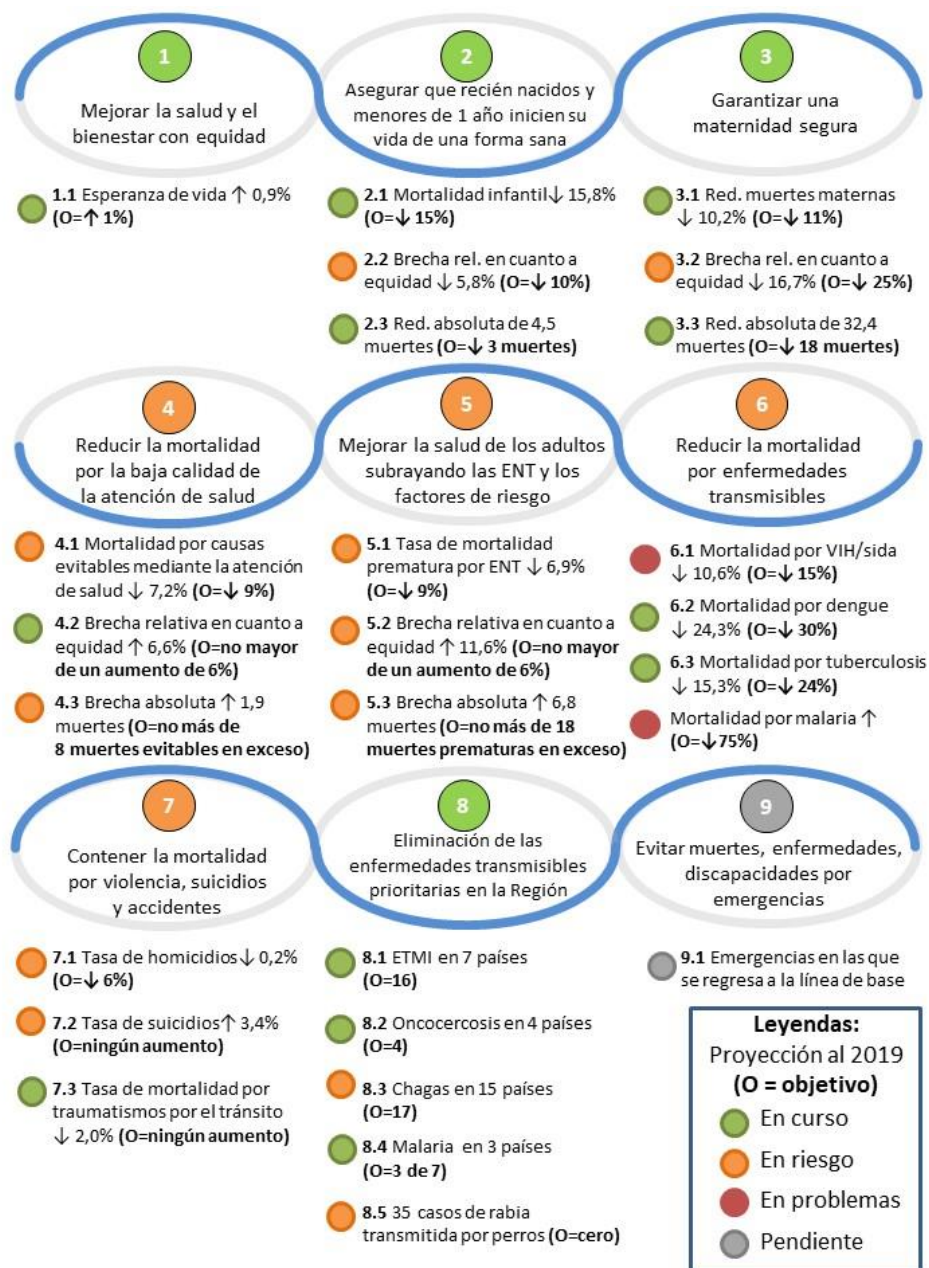 1
Mejorar la salud y el
bienestar con equidad
1.1 Esperanza de vida ↑ 0,9%
(O=↑ 1%)
2
Asegurar que recién nacidos y
menores de 1 año inicien su
vida de una forma sana
2.1 Mortalidad infantil↓ 15,8%
(O=↓ 15%)
2.2 Brecha rel. en cuanto a
equidad ↓ 5,8% (O=↓ 10%)
2.3 Red. absoluta de 4,5
muertes (O=↓ 3 muertes)
3
Garantizar una
maternidad segura
3.1 Red. muertes maternas
↓ 10,2% (O=↓ 11%)
3.2 Brecha rel. en cuanto a
equidad ↓ 16,7% (O=↓ 25%)
3.3 Red. absoluta de 32,4
muertes (O=↓ 18 muertes)
4
Reducir la mortalidad
por la baja calidad de
la atención de salud
4.1 Mortalidad por causas
evitables mediante la atención
de salud ↓ 7,2% (O=↓ 9%)
4.2 Brecha relativa en cuanto a
equidad ↑ 6,6% (O=no mayor
de un aumento de 6%)
4.3 Brecha absoluta ↑ 1,9
muertes (O=no más de
8 muertes evitables en exceso)
5
Mejorar la salud de los adultos
subrayando las ENT y los
factores de riesgo
5.1 Tasa de mortalidad
prematura por ENT ↓ 6,9%
(O=↓ 9%)
5.2 Brecha relativa en cuanto a
equidad ↑ 11,6% (O=no mayor
de un aumento de 6%)
5.3 Brecha absoluta ↑ 6,8
muertes (O=no más de 18
muertes prematuras en exceso)
6
Reducir la mortalidad
por enfermedades
transmisibles
6.1 Mortalidad por VIH/sida
↓ 10,6% (O=↓ 15%)
6.2 Mortalidad por dengue
↓ 24,3% (O=↓ 30%)
6.3 Mortalidad por tuberculosis
↓ 15,3% (O=↓ 24%)
Mortalidad por malaria ↑
(O=↓75%)
7
Contener la mortalidad
por violencia, suicidios
y accidentes
7.1 Tasa de homicidios↓ 0,2%
(O=↓ 6%)
7.2 Tasa de suicidios↑ 3,4%
(O=ningún aumento)
7.3 Tasa de mortalidad por
traumatismos por el tránsito
↓ 2,0% (O=ningún aumento)
8
Eliminación de las
enfermedades transmisibles
prioritarias en la Región
8.1 ETMI en 7 países
(O=16)
8.2 Oncocercosis en 4 países
(O=4)
8.3 Chagas en 15 países
(O=17)
8.4 Malaria en 3 países
(O=3 de 7)
8.5 35 casos de rabia
transmitida por perros (O=cero)
9
Evitar muertes, enfermedades,
discapacidades por
emergencias
9.1 Emergencias en las que
se regresa a la línea de base
Leyendas:
Proyección al 2019
(O = objetivo)
En curso
En riesgo
En problemas
Pendiente